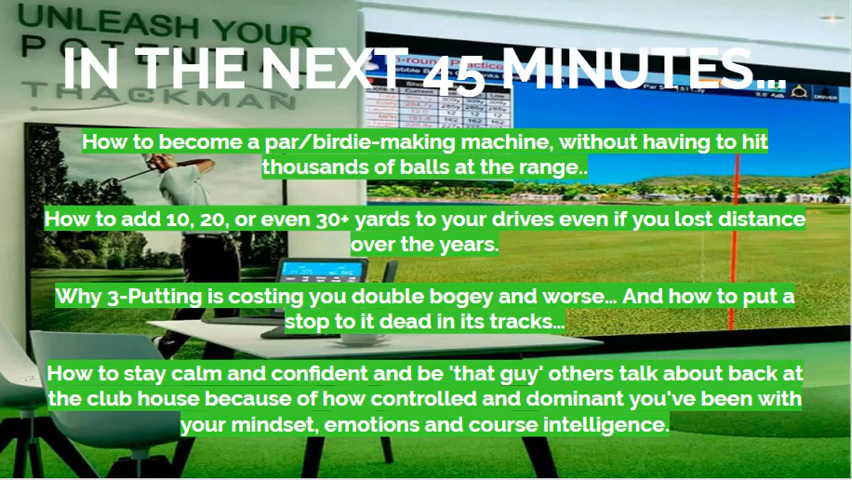 UNLEASH YOUR
POTENTIAL
TRACKMAN
IN THE NEXT 45 MINUTES...
How to become a par/birdie-making machine, without having to hit
thousands of balls at the range..
How to add 10, 20, or even 30+ yards to your drives even if you lost distance
over the years.
Why 3-Putting is costing you double bogey and worse... And how to put a
stop to it dead in its tracks...
How to stay calm and confident and be 'that guy' others talk about back at
the club house because of how controlled and dominant you've been with
your mindset, emotions and course intelligence.